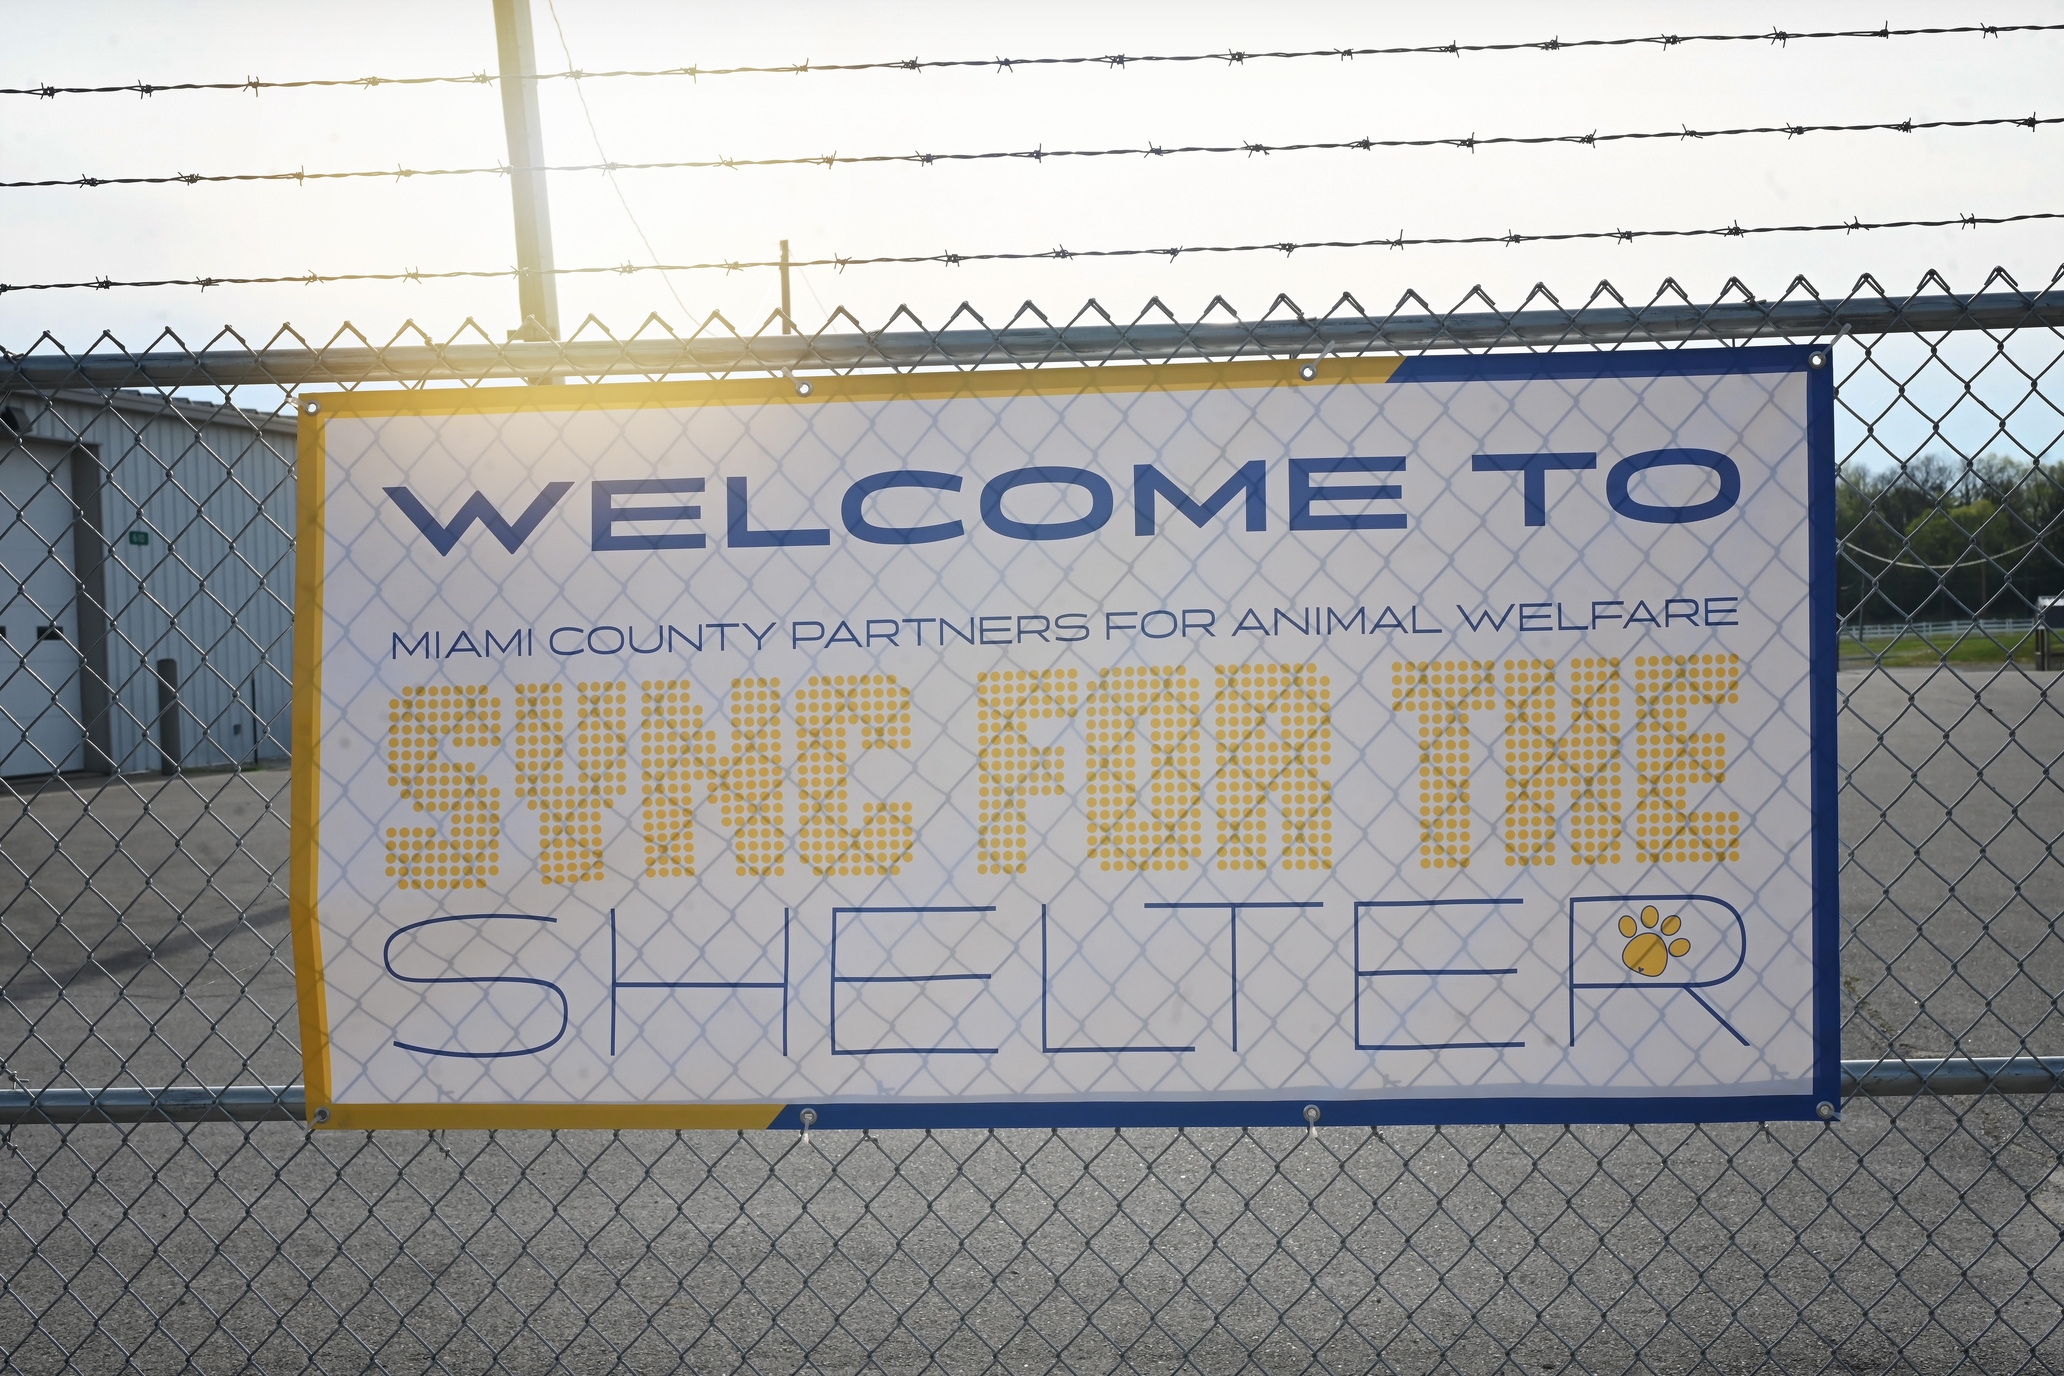 WELCOME TO
MIAMI COUNTY PARTNERS FOR ANIMAL WELFARE
SYNC FOR THE
SHELTER